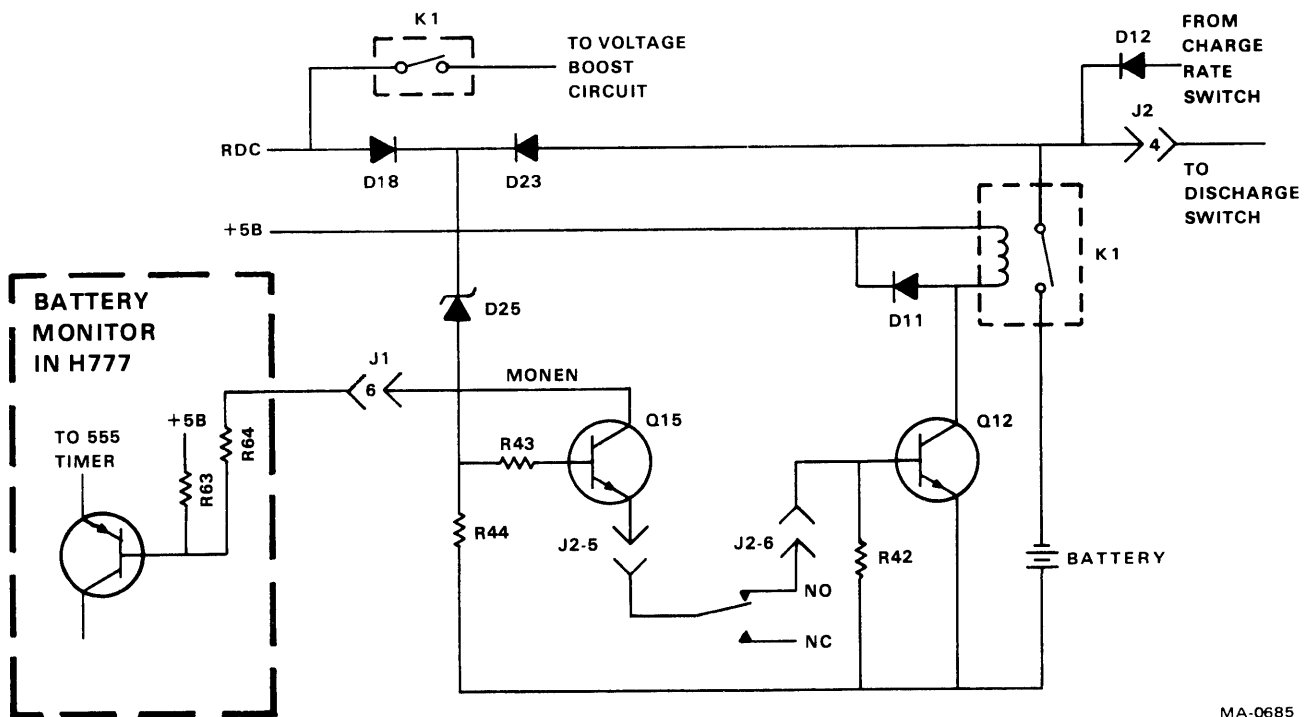 K1
TO VOLTAGE
BOOST
CIRCUIT
D12
FROM
CHARGE
RATE
SWITCH
J2
4
TO
DISCHARGE
SWITCH
RDC
D18
D23
+5B
K1
D11
D25
BATTERY
MONITOR
IN H777
J1
6
MONEN
Q15
Q12
+5B
TO 555
TIMER
R63
R64
R43
R44
J2-5
J2-6
R42
BATTERY
NO
NC
MA-0685